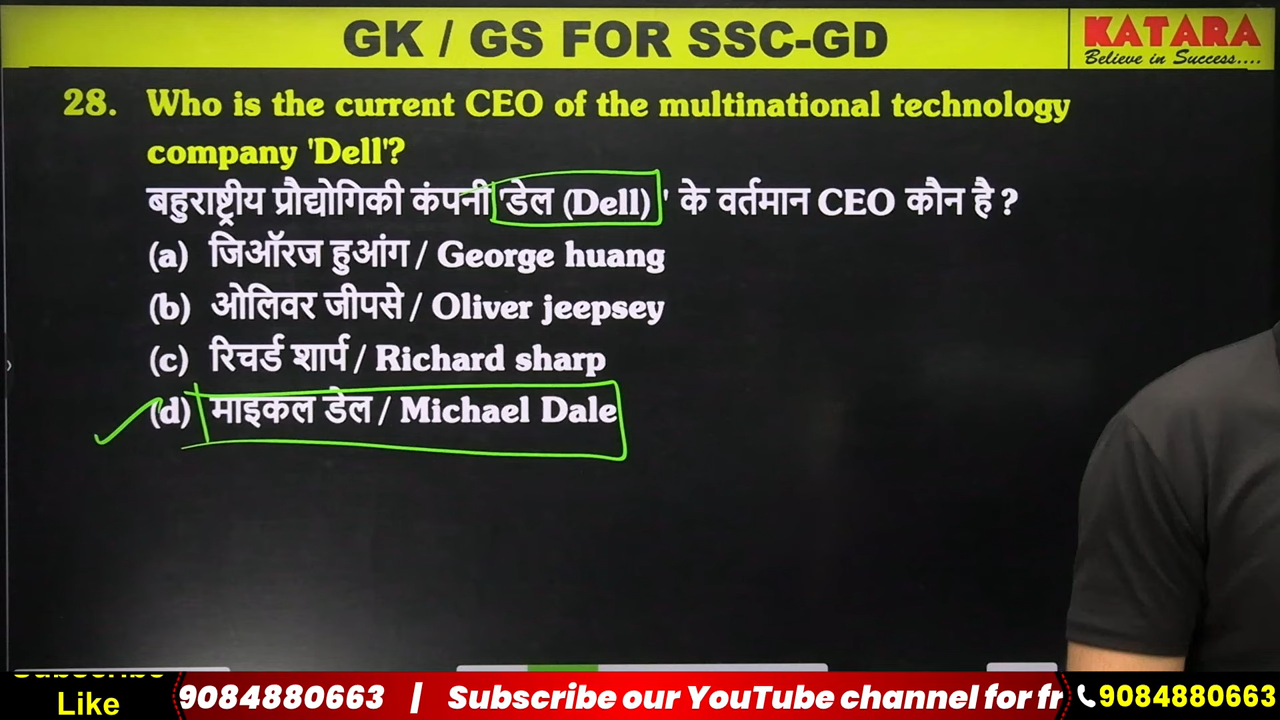 GK / GS FOR SSC-GD
KATARA
Believe in Success....
28. Who is the current CEO of the multinational technology
company 'Dell'?
बहुराष्ट्रीय प्रौद्योगिकी कंपनी 'डेल (Dell) ' के वर्तमान CEO कौन है ?
(a) जिऑरज हुआंग / George huang
(b) ओलिवर जीपसे / Oliver jeepsey
(c) रिचर्ड शार्प / Richard sharp
(d) माइकल डेल / Michael Dale
Subscribe
Like
9084880663 | Subscribe our YouTube channel for fr
9084880663